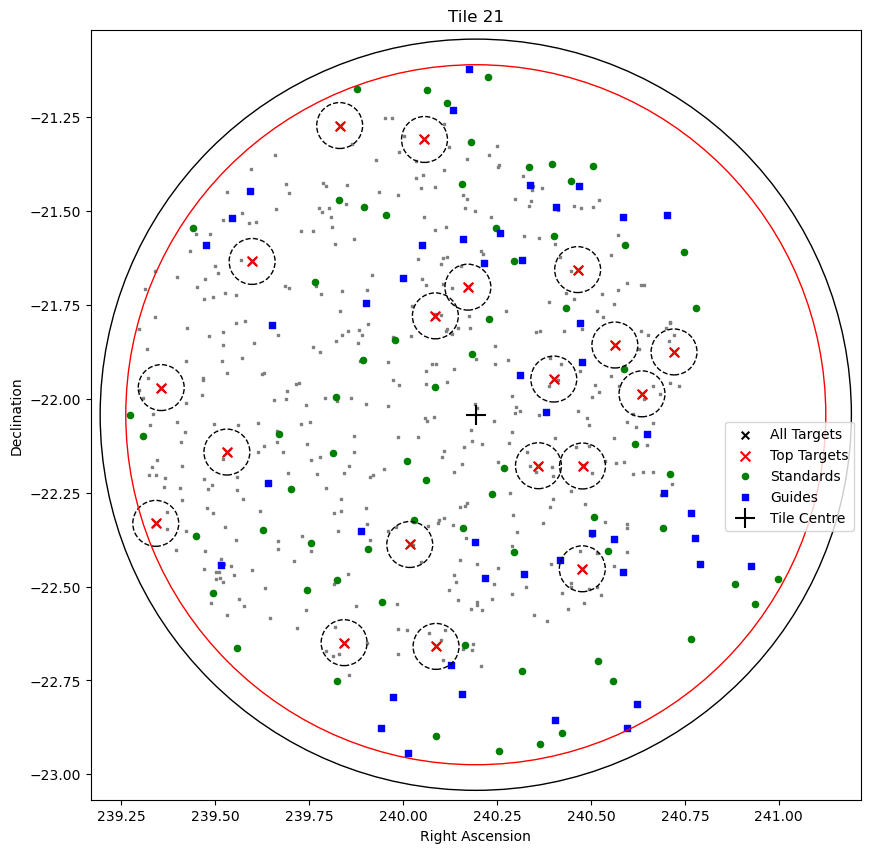 Tile 21
Declination
−21.25
−21.50
−21.75
−22.00
−22.25
−22.50
−22.75
−23.00
All Targets
Top Targets
Standards
Guides
Tile Centre
239.25 239.50 239.75 240.00 240.25 240.50 240.75 241.00
Right Ascension